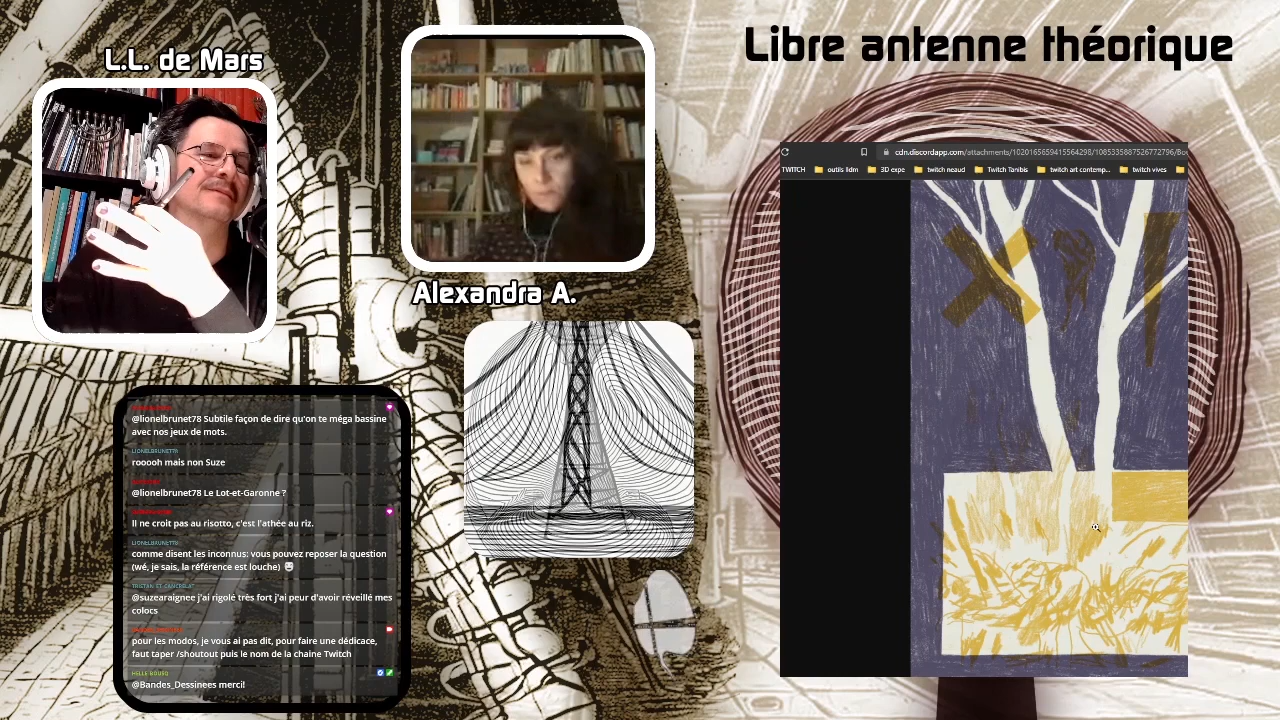 L.L. de Mars
Libre antenne théorique
Alexandra A.
cdn.discordapp.com/attachments/1020165659415564298/1085335887526772796/Bou
TWITCH outils lldm 3D expe twitch neaud Twitch Tanibis twitch art contemp... twitch vives
@lionelbrunet78 Subtile façon de dire qu'on te méga bassine
avec nos jeux de mots.
LIONELBRUNET78
rooooh mais non Suze
@lionelbrunet78 Le Lot-et-Garonne ?
Il ne croit pas au risotto, c'est l'athée au riz.
LIONELBRUNET78
comme disent les inconnus: vous pouvez reposer la question
(wé, je sais, la référence est louche)
@suzearaignee j'ai rigolé très fort j'ai peur d'avoir réveillé mes
colocs
pour les modos, je vous ai pas dit, pour faire une dédicace,
faut taper /shoutout puis le nom de la chaine Twitch
@Bandes_Dessinees merci!